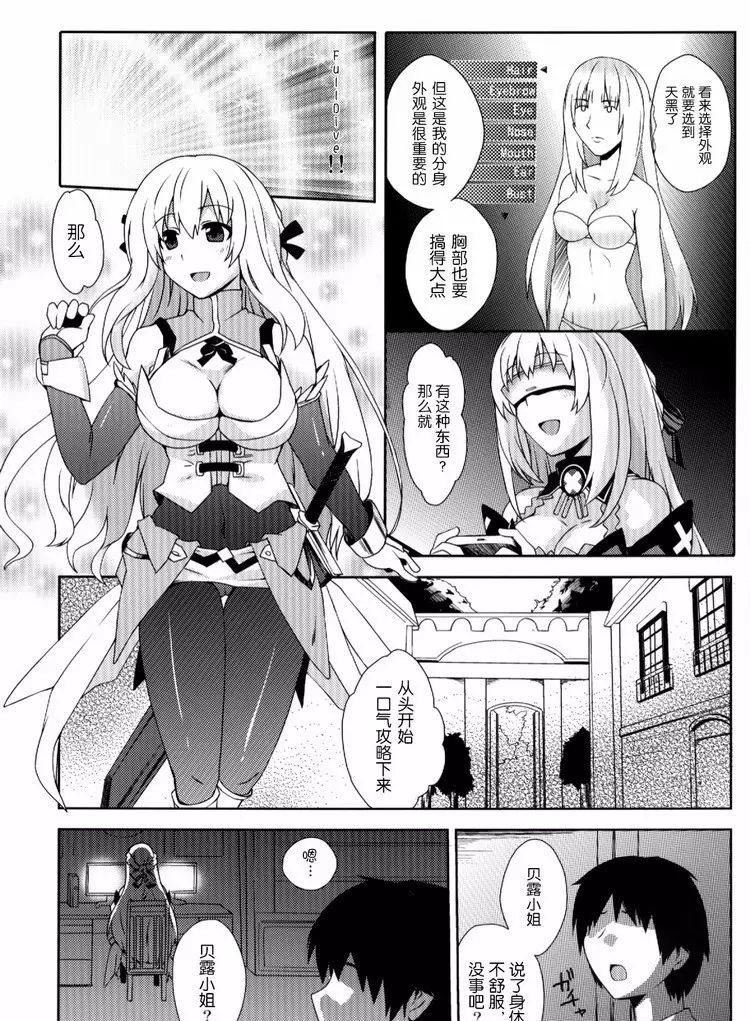 看来选择外观
就要选到
天黑了
Hair
Eyebrow
Eye
Nose
Mouth
Ear
Bust
但这是我的分身
外观是很重要的
胸部也要
搞得大点
Full Dive!!
有这种东西？
那么就
那么
从头开始
一口气攻略下来
贝露小姐
说了身体
不舒服，
没事吧？
ガチャ
嗯…
贝露小姐？